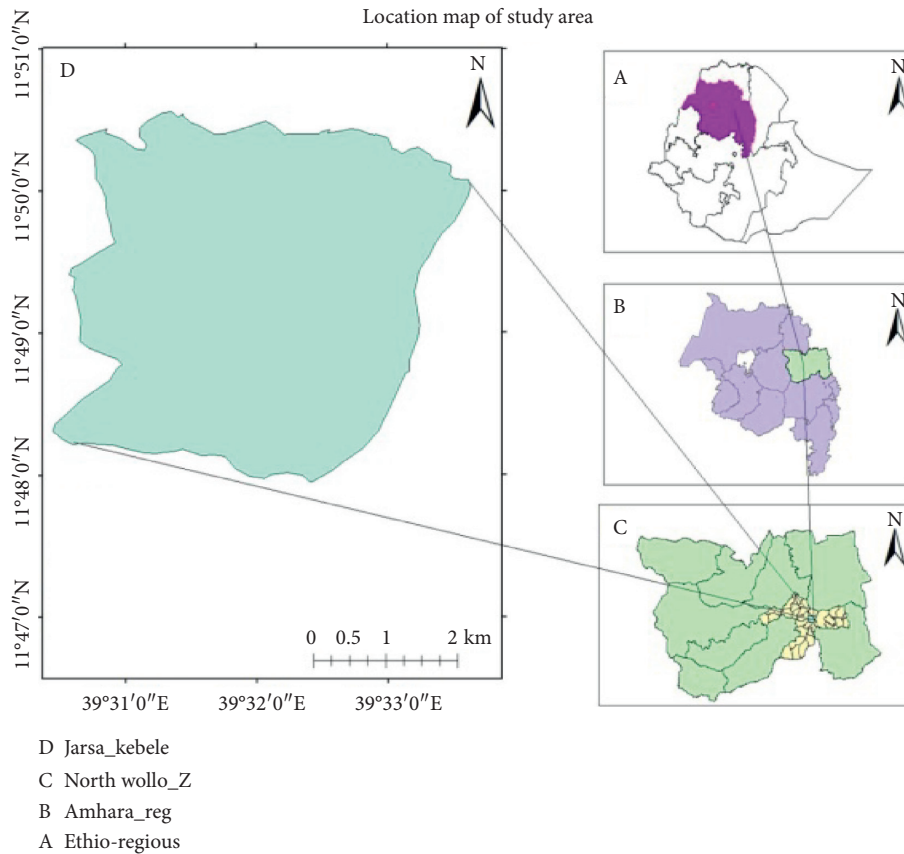 Location map of study area
D
N
11°51′0″N
11°50′0″N
11°49′0″N
11°48′0″N
11°47′0″N
0 0.5 1 2 km
39°31′0″E 39°32′0″E 39°33′0″E
A
N
B
N
C
N
D Jarsa_kebele
C North wollo_Z
B Amhara_reg
A Ethio-regious